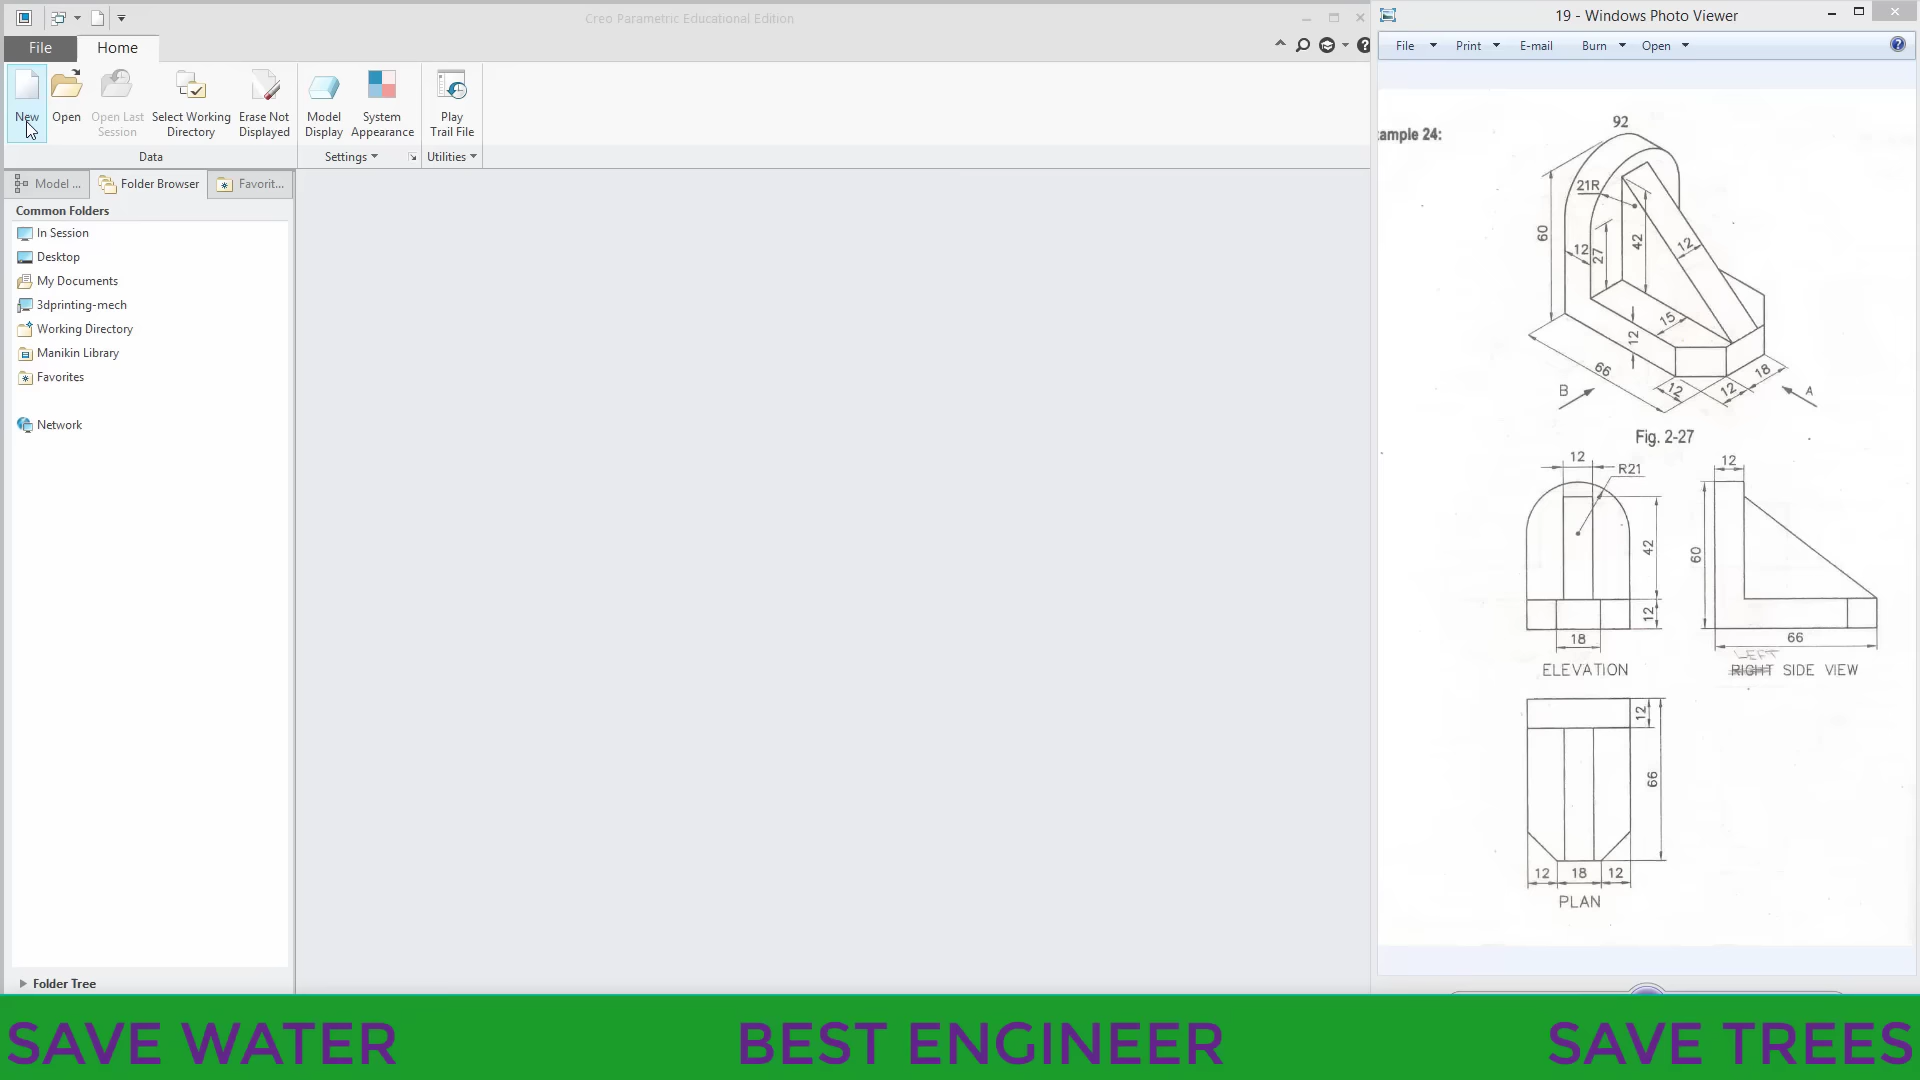 Creo Parametric Educational Edition
File
Home
New
Open
Open Last Session
Select Working Directory
Erase Not Displayed
Model Display
System Appearance
Play Trail File
Data
Settings
Utilities
Model ...
Folder Browser
Favorit...
Common Folders
In Session
Desktop
My Documents
3dprinting-mech
Working Directory
Manikin Library
Favorites
Network
Folder Tree
19 - Windows Photo Viewer
File
Print
E-mail
Burn
Open
92
ample 24:
21R
60
12
27
42
12
15
12
66
12
12
18
B
A
Fig. 2-27
12
R21
42
12
18
ELEVATION
12
60
66
LEFT
RIGHT SIDE VIEW
12
66
12
18
12
PLAN
SAVE WATER
BEST ENGINEER
SAVE TREES